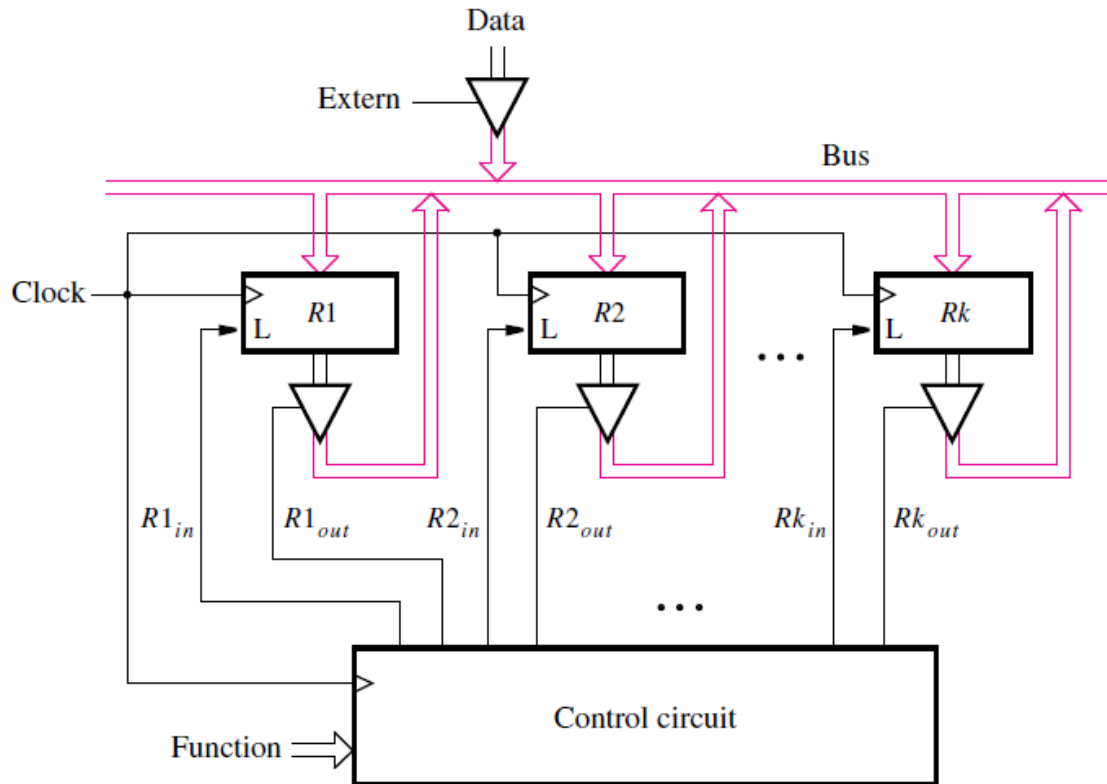 Data
Extern
Bus
Clock
R1
R2
Rk
L
L
L
...
R1in
R1out
R2in
R2out
Rkin
Rkout
...
Control circuit
Function